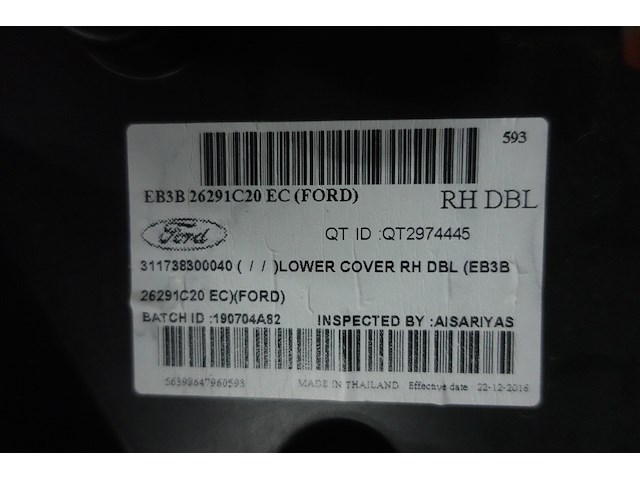 593
EB3B 26291C20 EC (FORD) RH DBL
Ford QT ID :QT2974445
311738300040 ( / / )LOWER COVER RH DBL (EB3B
26291C20 EC)(FORD)
BATCH ID :190704A82 INSPECTED BY :AISARIYAS
56398647960593 MADE IN THAILAND Effective date 22-12-2016